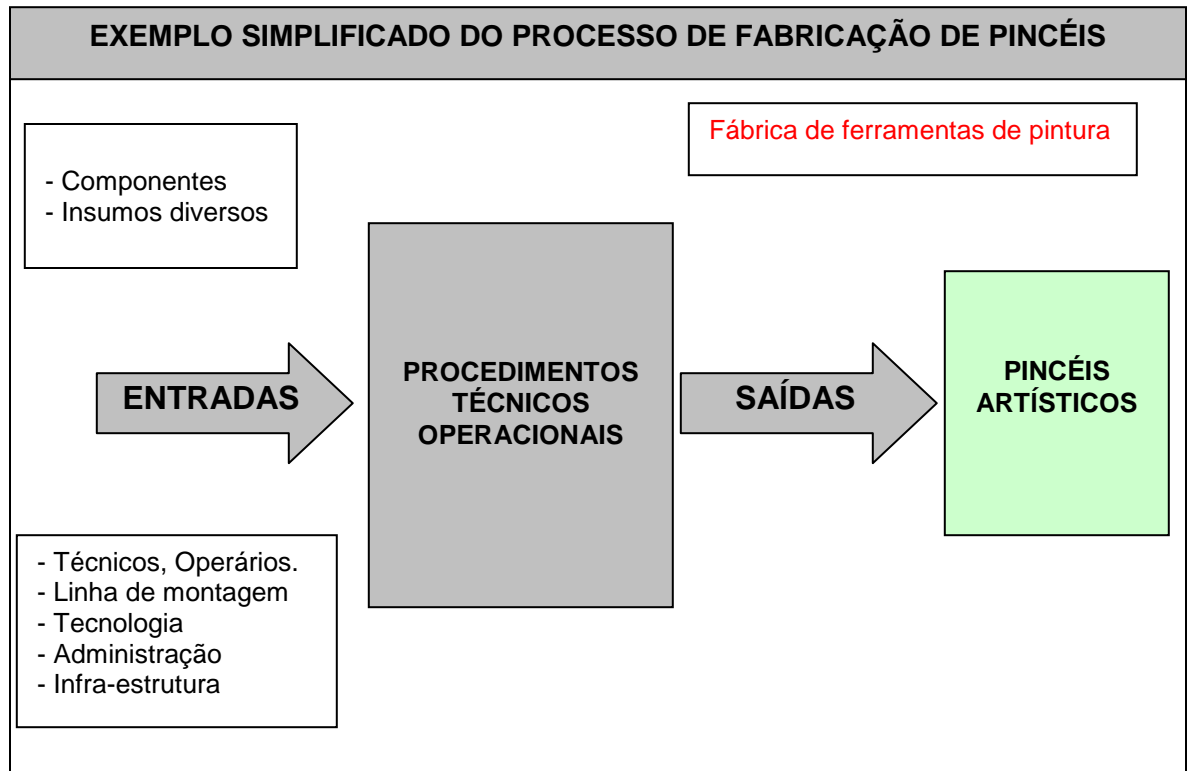 EXEMPLO SIMPLIFICADO DO PROCESSO DE FABRICAÇÃO DE PINCÉIS
Fábrica de ferramentas de pintura
- Componentes
- Insumos diversos
ENTRADAS
PROCEDIMENTOS
TÉCNICOS
OPERACIONAIS
SAÍDAS
PINCÉIS
ARTÍSTICOS
- Técnicos, Operários.
- Linha de montagem
- Tecnologia
- Administração
- Infra-estrutura